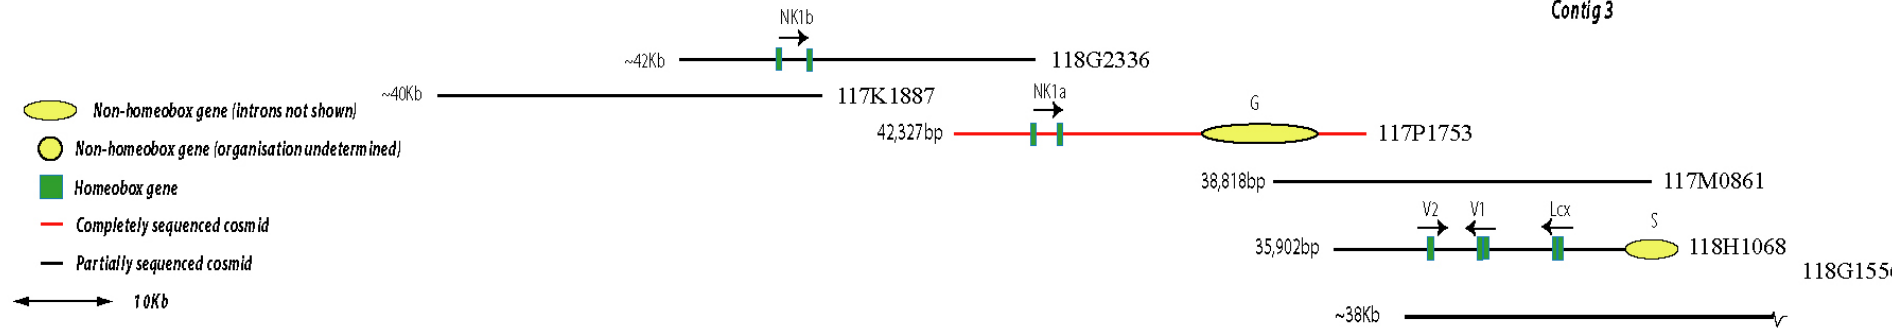 Contig 3
NK1b
~42Kb
118G2336
~40Kb
117K1887
NK1a
G
42,327bp
117P1753
Non-homeobox gene (introns not shown)
Non-homeobox gene (organisation undetermined)
Homeobox gene
Completely sequenced cosmid
Partially sequenced cosmid
10Kb
38,818bp
117M0861
V2
V1
Lcx
S
35,902bp
118H1068
~38Kb